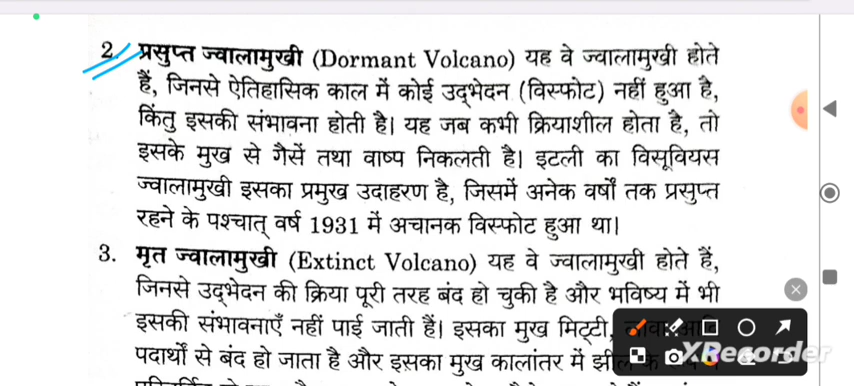 2. प्रसुप्त ज्वालामुखी (Dormant Volcano) यह वे ज्वालामुखी होते
हैं, जिनसे ऐतिहासिक काल में कोई उद्भेदन (विस्फोट) नहीं हुआ है,
किंतु इसकी संभावना होती है। यह जब कभी क्रियाशील होता है, तो
इसके मुख से गैसें तथा वाष्प निकलती है। इटली का विसूवियस
ज्वालामुखी इसका प्रमुख उदाहरण है, जिसमें अनेक वर्षों तक प्रसुप्त
रहने के पश्चात् वर्ष 1931 में अचानक विस्फोट हुआ था।
3. मृत ज्वालामुखी (Extinct Volcano) यह वे ज्वालामुखी होते हैं,
जिनसे उद्भेदन की क्रिया पूरी तरह बंद हो चुकी है और भविष्य में भी
इसकी संभावनाएँ नहीं पाई जाती हैं। इसका मुख मिट्टी,
पदार्थों से बंद हो जाता है और इसका मुख कालांतर में
XRecorder